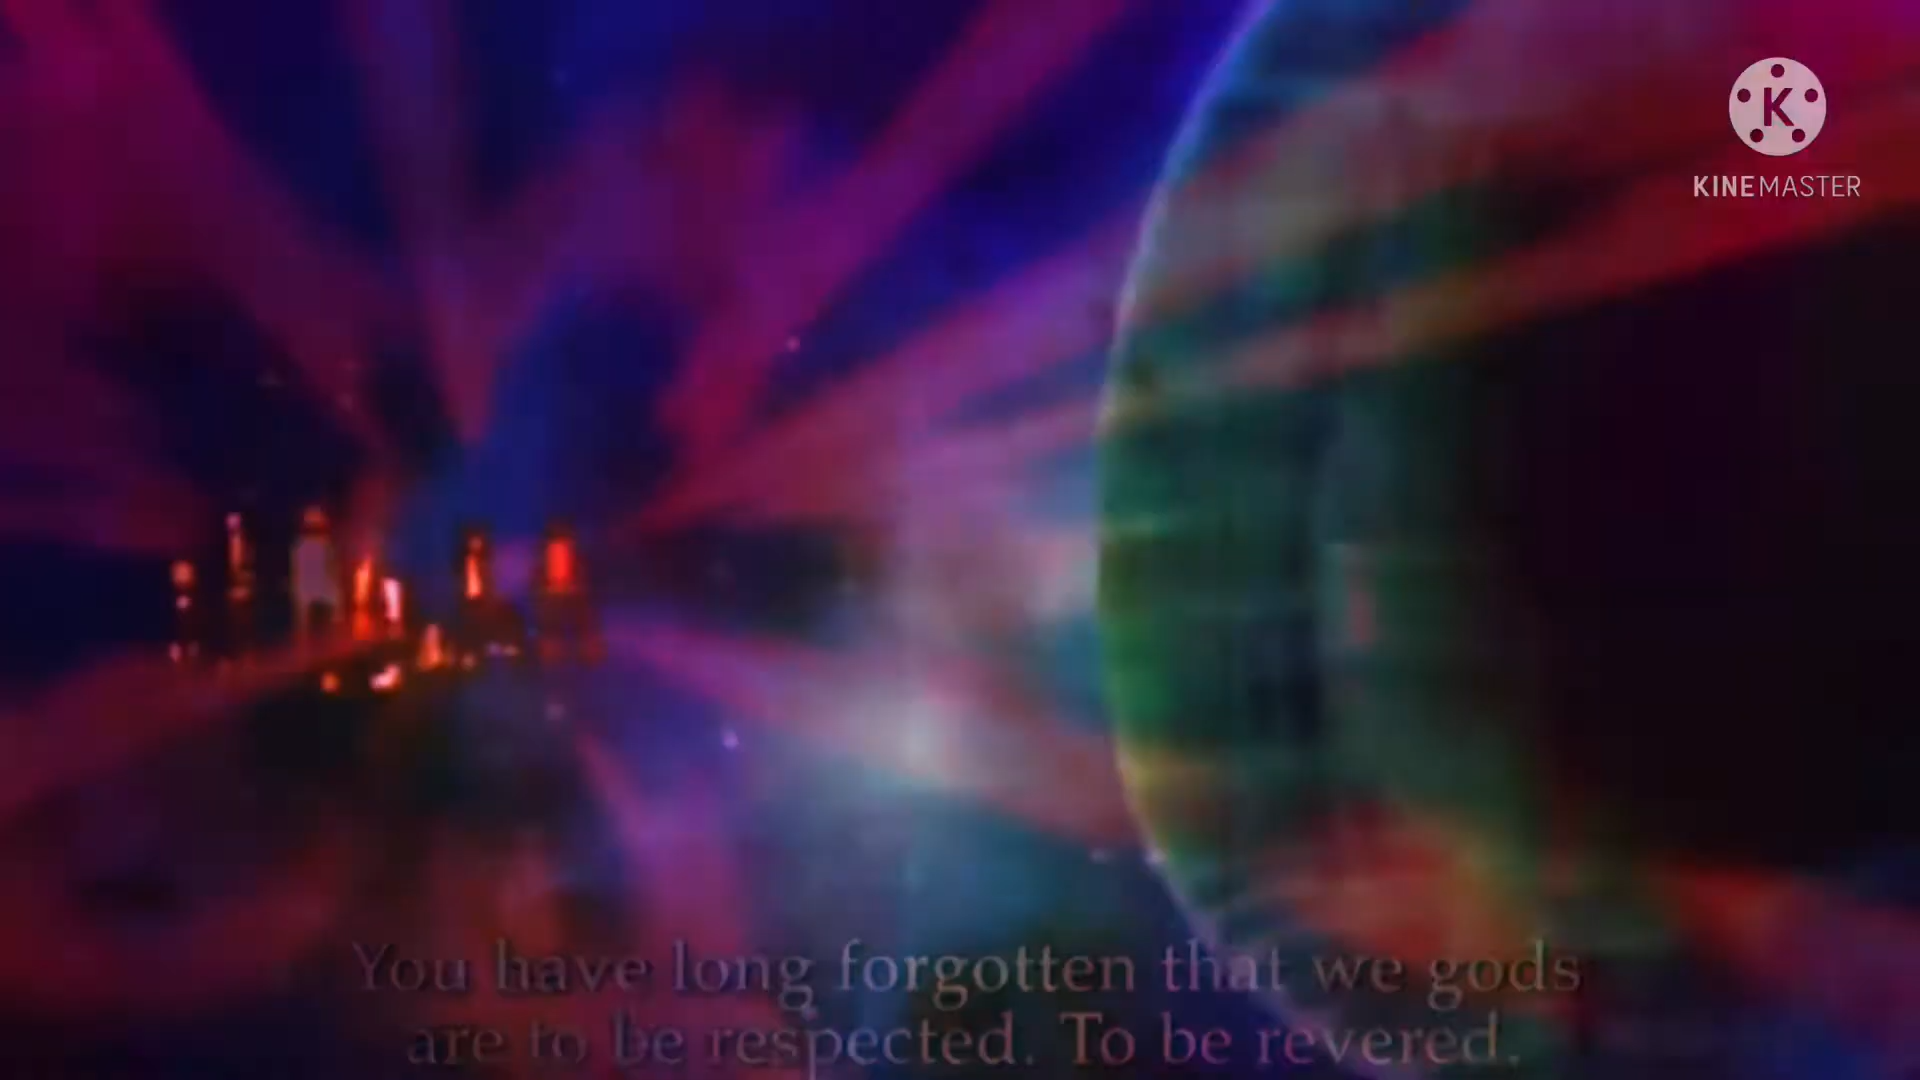 K
KINEMASTER
You have long forgotten that we gods
are to be respected. To be revered.